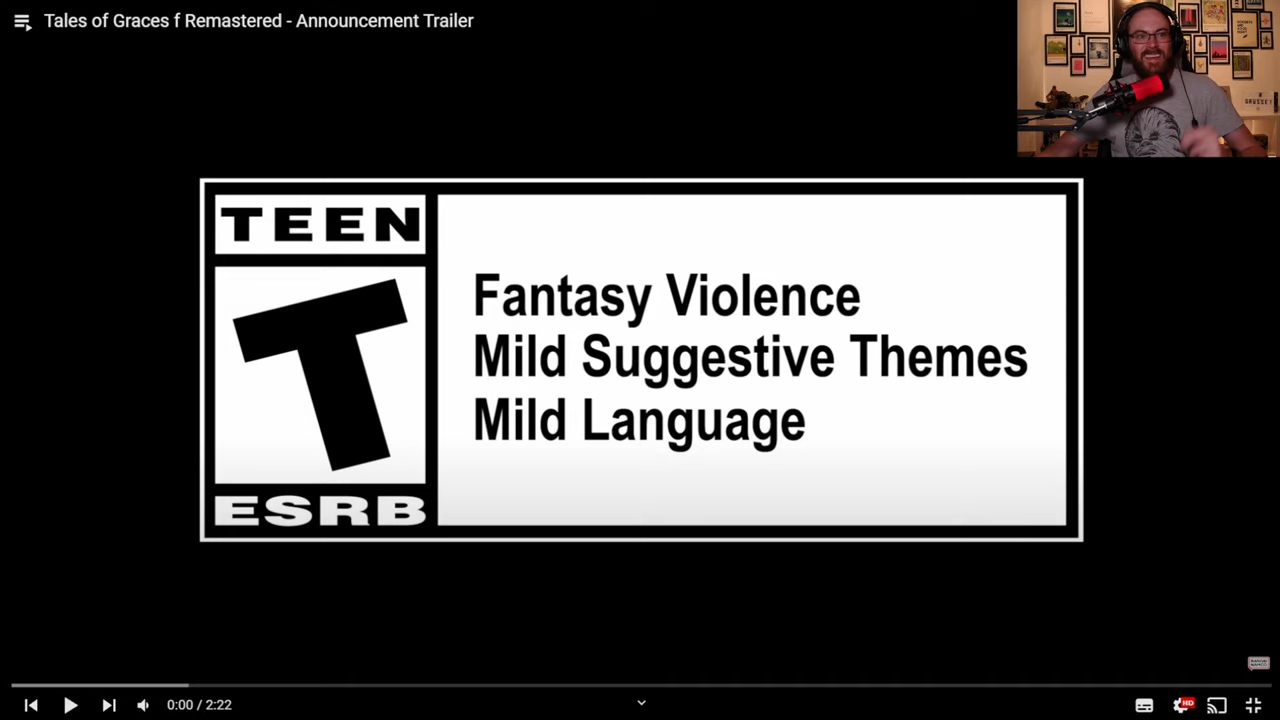 Tales of Graces f Remastered - Announcement Trailer
TEEN
T
ESRB
Fantasy Violence
Mild Suggestive Themes
Mild Language
0:00 / 2:22
HD